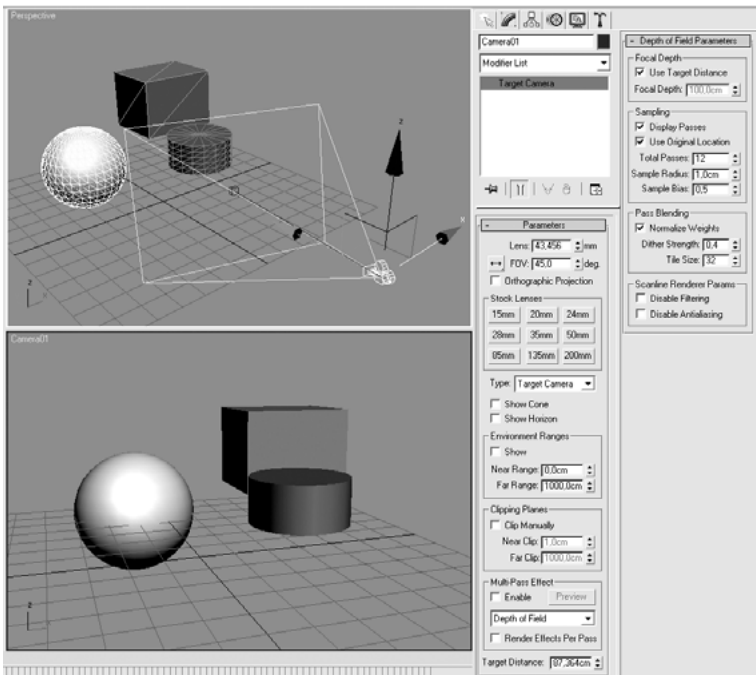 Perspective
z
x
z
Camera01
z
Camera01
Modifier List
Target Camera
- Parameters
Lens: 43,456 mm
FOV: 45,0 deg.
Orthographic Projection
Stock Lenses
15mm 20mm 24mm
28mm 35mm 50mm
85mm 135mm 200mm
Type: Target Camera
Show Cone
Show Horizon
Environment Ranges
Show
Near Range: 0,0cm
Far Range: 1000,0cm
Clipping Planes
Clip Manually
Near Clip: 1,0cm
Far Clip: 1000,0cm
Multi-Pass Effect
Enable Preview
Depth of Field
Render Effects Per Pass
Target Distance: 87,364cm
- Depth of Field Parameters
Focal Depth
Use Target Distance
Focal Depth: 100,0cm
Sampling
Display Passes
Use Original Location
Total Passes: 12
Sample Radius: 1,0cm
Sample Bias: 0,5
Pass Blending
Normalize Weights
Dither Strength: 0,4
Tile Size: 32
Scanline Renderer Params
Disable Filtering
Disable Antialiasing